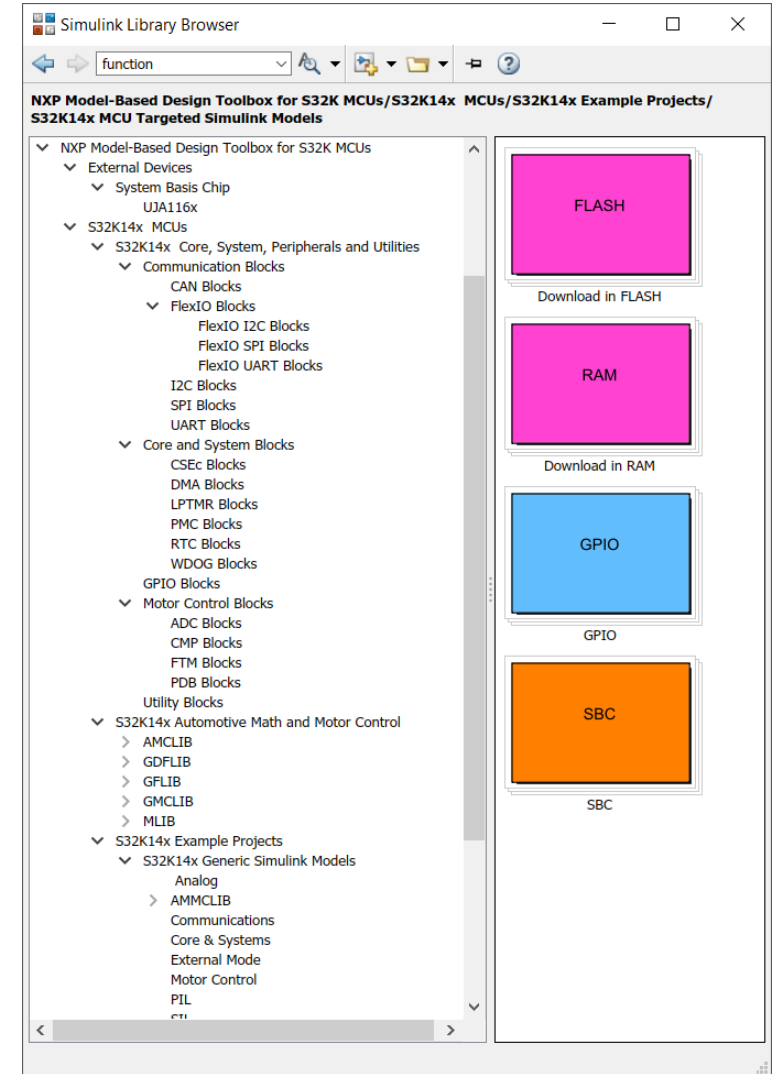 Simulink Library Browser
function
NXP Model-Based Design Toolbox for S32K MCUs/S32K14x MCUs/S32K14x Example Projects/
S32K14x MCU Targeted Simulink Models
NXP Model-Based Design Toolbox for S32K MCUs
External Devices
System Basis Chip
UJA116x
S32K14x MCUs
S32K14x Core, System, Peripherals and Utilities
Communication Blocks
CAN Blocks
FlexIO Blocks
FlexIO I2C Blocks
FlexIO SPI Blocks
FlexIO UART Blocks
I2C Blocks
SPI Blocks
UART Blocks
Core and System Blocks
CSEc Blocks
DMA Blocks
LPTMR Blocks
PMC Blocks
RTC Blocks
WDOG Blocks
GPIO Blocks
Motor Control Blocks
ADC Blocks
CMP Blocks
FTM Blocks
PDB Blocks
Utility Blocks
S32K14x Automotive Math and Motor Control
AMCLIB
GDFLIB
GFLIB
GMCLIB
MLIB
S32K14x Example Projects
S32K14x Generic Simulink Models
Analog
AMMCLIB
Communications
Core & Systems
External Mode
Motor Control
PIL
FLASH
Download in FLASH
RAM
Download in RAM
GPIO
GPIO
SBC
SBC